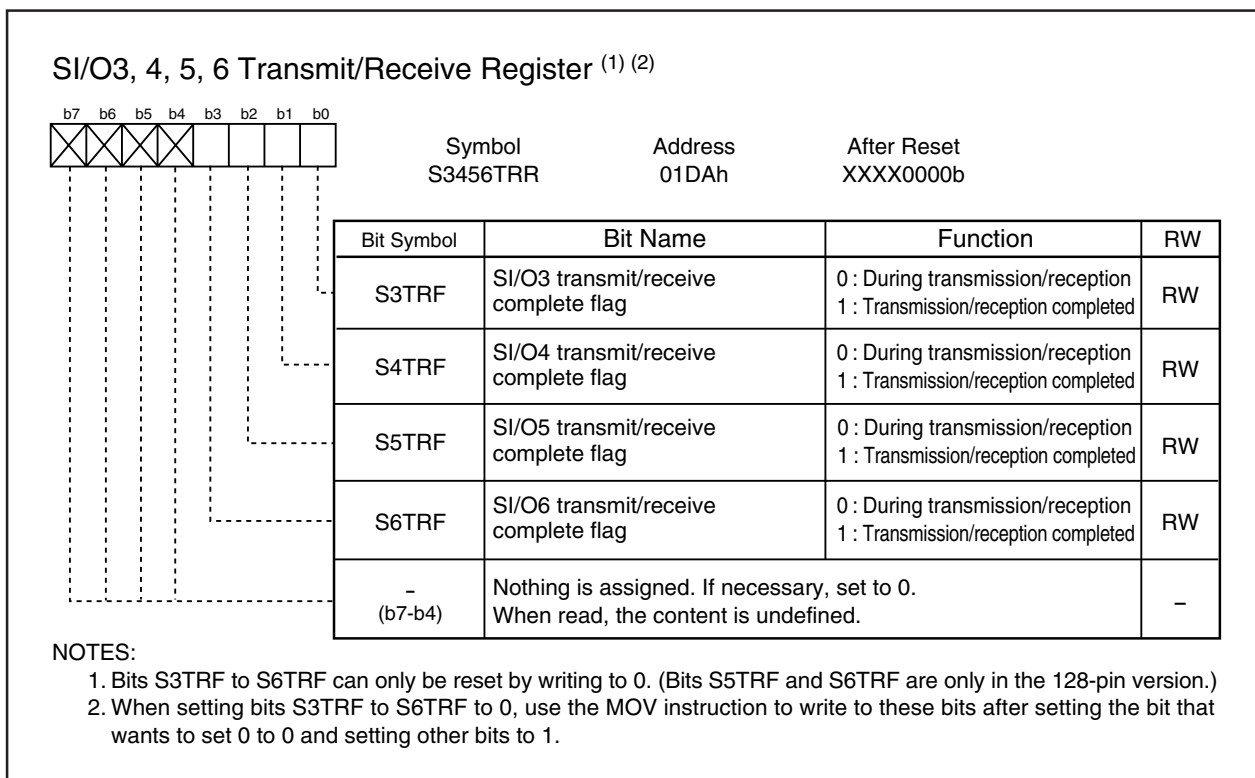 SI/O3, 4, 5, 6 Transmit/Receive Register (1) (2)
b7 b6 b5 b4 b3 b2 b1 b0
Symbol Address After Reset
S3456TRR 01DAh XXXX0000b
Bit Symbol Bit Name Function RW
S3TRF SI/O3 transmit/receive complete flag 0 : During transmission/reception 1 : Transmission/reception completed RW
S4TRF SI/O4 transmit/receive complete flag 0 : During transmission/reception 1 : Transmission/reception completed RW
S5TRF SI/O5 transmit/receive complete flag 0 : During transmission/reception 1 : Transmission/reception completed RW
S6TRF SI/O6 transmit/receive complete flag 0 : During transmission/reception 1 : Transmission/reception completed RW
– (b7-b4) Nothing is assigned. If necessary, set to 0. When read, the content is undefined. –
NOTES:
1. Bits S3TRF to S6TRF can only be reset by writing to 0. (Bits S5TRF and S6TRF are only in the 128-pin version.)
2. When setting bits S3TRF to S6TRF to 0, use the MOV instruction to write to these bits after setting the bit that
wants to set 0 to 0 and setting other bits to 1.